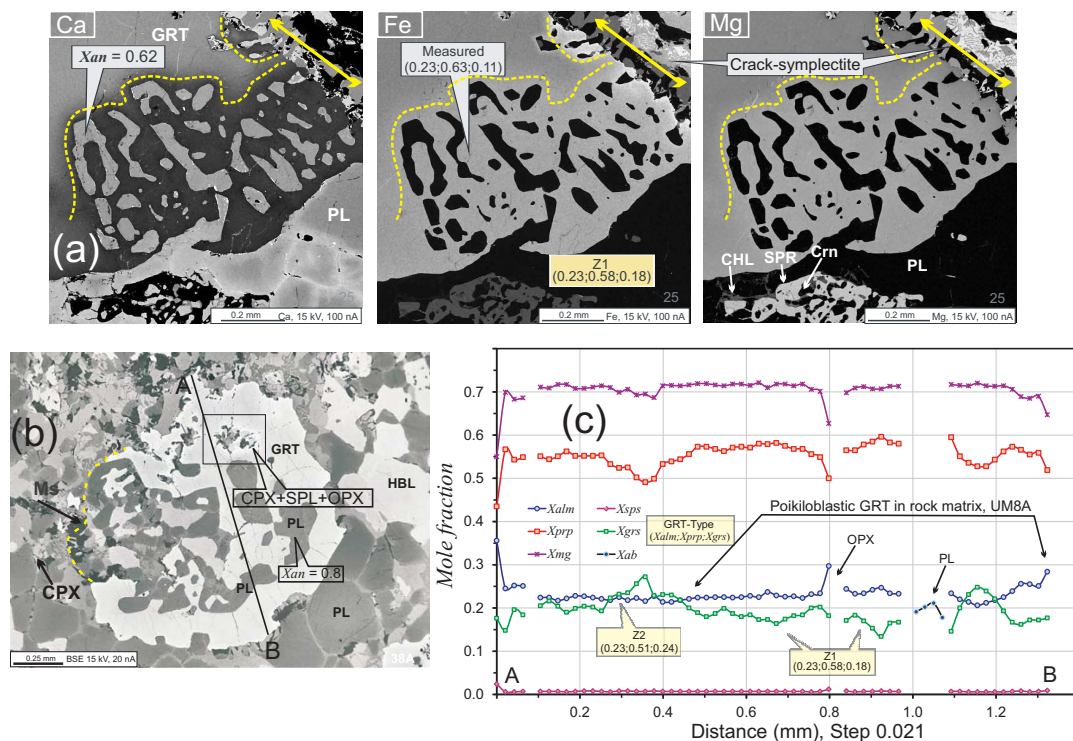 Ca
GRT
Xan = 0.62
PL
(a)
25
0.2 mm
Ca, 15 kV, 100 nA
Fe
Measured
(0.23;0.63;0.11)
Crack-symplectite
Z1
(0.23;0.58;0.18)
25
0.2 mm
Fe, 15 kV, 100 nA
Mg
CHL
SPR
Crn
PL
25
0.2 mm
Mg, 15 kV, 100 nA
(b)
A
GRT
CPX+SPL+OPX
HBL
Ms
PL
Xan = 0.8
CPX
PL
PL
B
0.25 mm
BSE 15 kV, 20 nA
38A
(c)
Mole fraction
0.7
0.6
0.5
0.4
0.3
0.2
0.1
0.0
Xalm
Xsps
Xprp
Xgrs
Xmg
Xab
GRT-Type
(Xalm;Xprp;Xgrs)
Poikiloblastic GRT in rock matrix, UM8A
OPX
PL
Z2
(0.23;0.51;0.24)
Z1
(0.23;0.58;0.18)
A
B
0.2
0.4
0.6
0.8
1.0
1.2
Distance (mm), Step 0.021